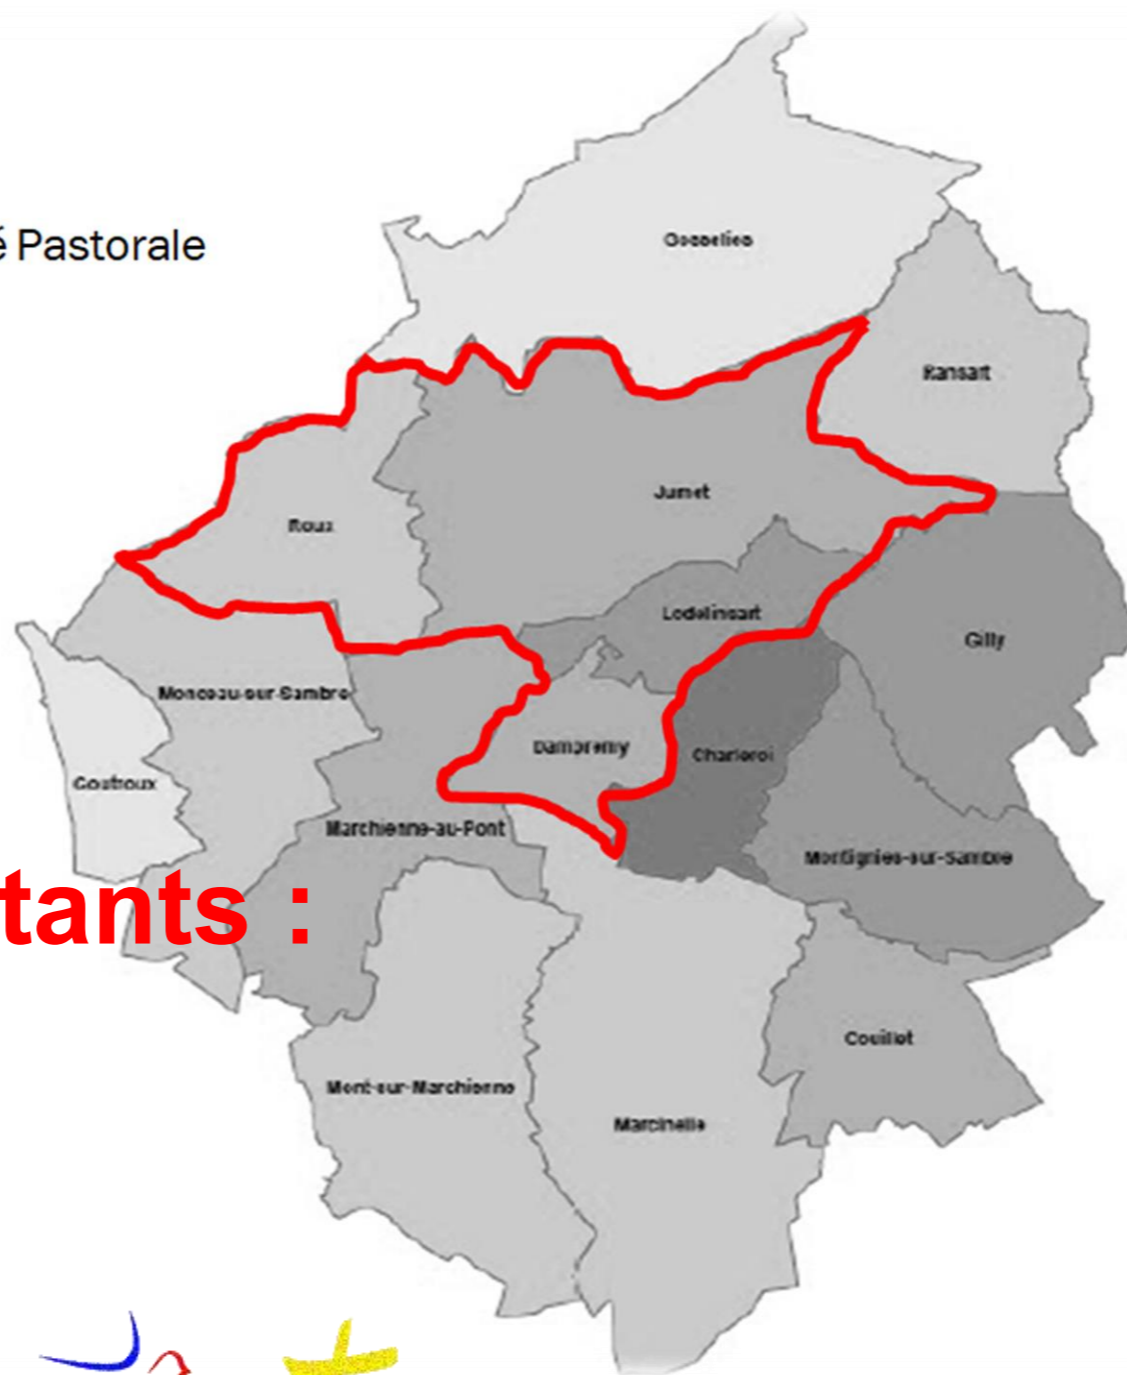 é Pastorale
Gosselies
Ransart
Jumet
Roux
Lodelinsart
Gilly
Monceau-sur-Sambre
Dampremy
Charleroi
Goutroux
Marchienne-au-Pont
Montignies-sur-Sambre
tants :
Couillet
Mont-sur-Marchienne
Marcinelle